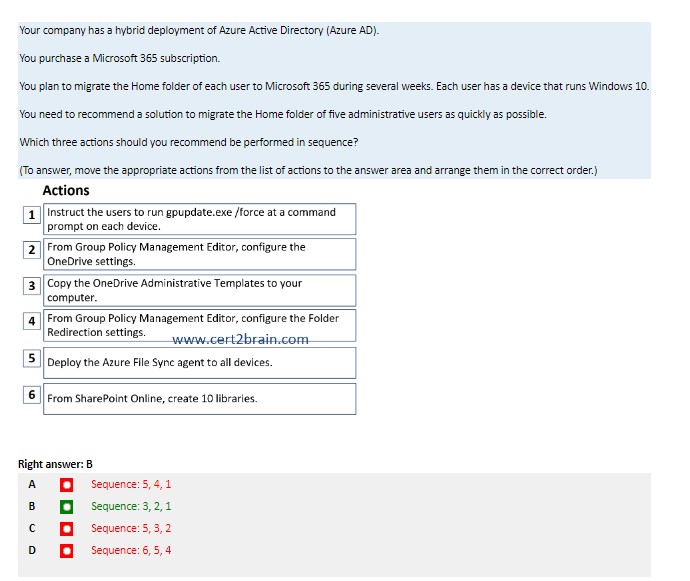 Your company has a hybrid deployment of Azure Active Directory (Azure AD).
You purchase a Microsoft 365 subscription.
You plan to migrate the Home folder of each user to Microsoft 365 during several weeks. Each user has a device that runs Windows 10.
You need to recommend a solution to migrate the Home folder of five administrative users as quickly as possible.
Which three actions should you recommend be performed in sequence?
(To answer, move the appropriate actions from the list of actions to the answer area and arrange them in the correct order.)
Actions
1 Instruct the users to run gpupdate.exe /force at a command
prompt on each device.
2 From Group Policy Management Editor, configure the
OneDrive settings.
3 Copy the OneDrive Administrative Templates to your
computer.
4 From Group Policy Management Editor, configure the Folder
Redirection settings.
www.cert2brain.com
5 Deploy the Azure File Sync agent to all devices.
6 From SharePoint Online, create 10 libraries.
Right answer: B
A Sequence: 5, 4, 1
B Sequence: 3, 2, 1
C Sequence: 5, 3, 2
D Sequence: 6, 5, 4